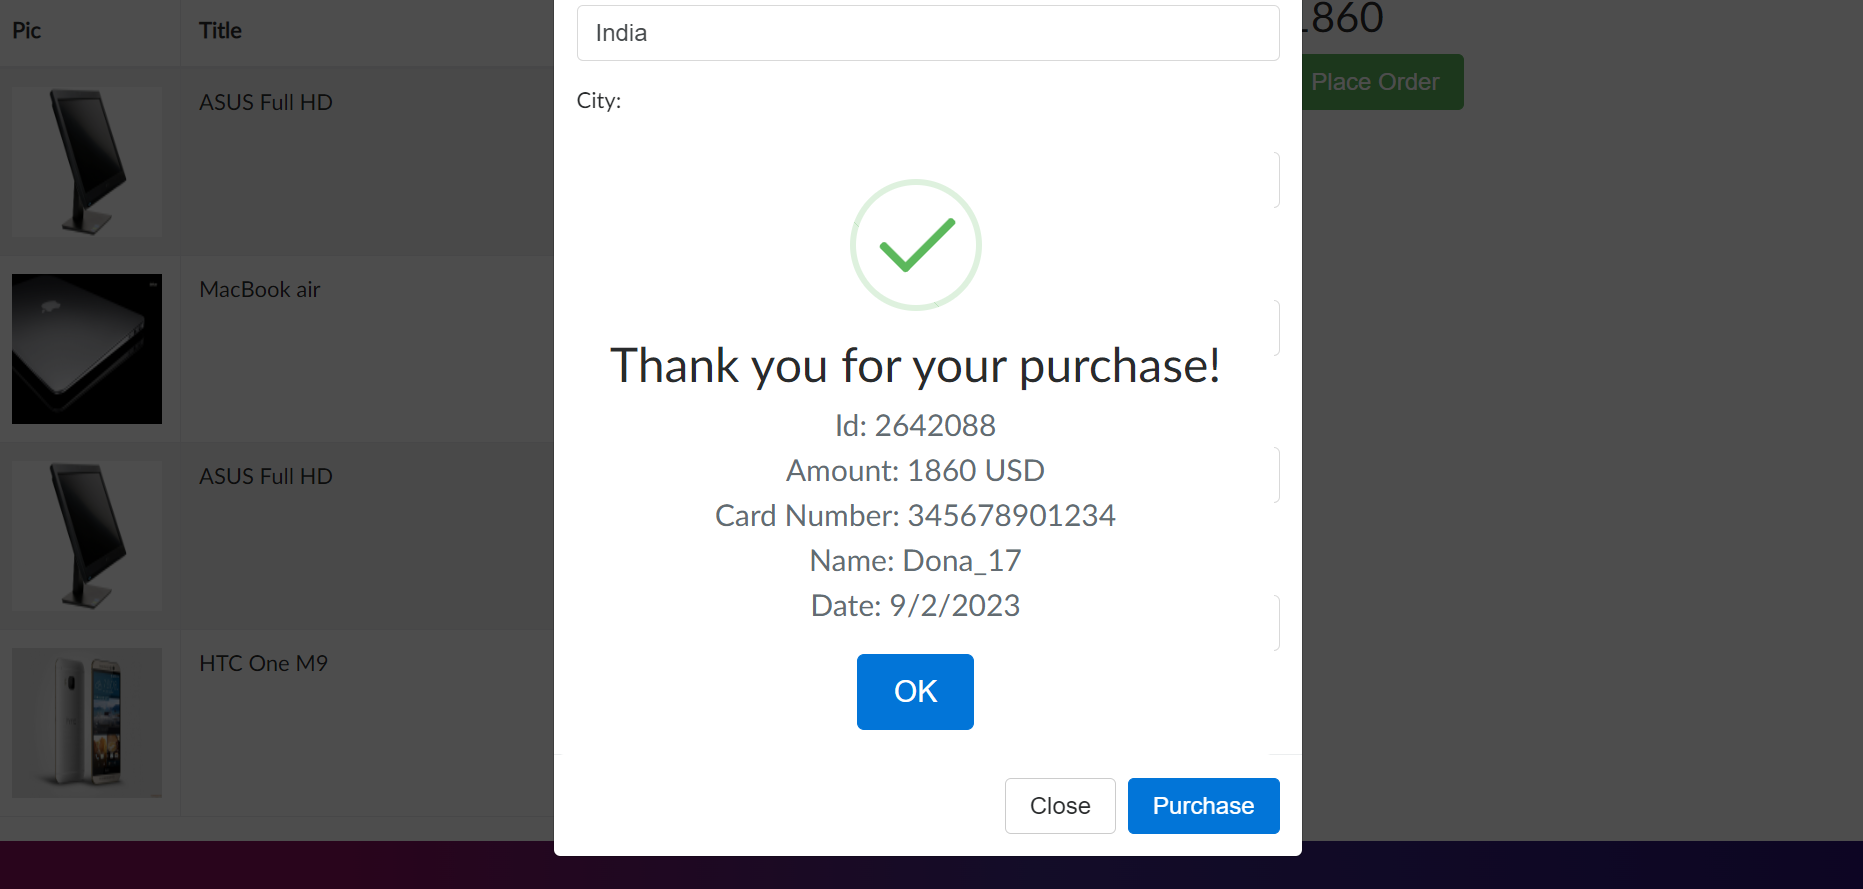 Pic
Title
ASUS Full HD
MacBook air
ASUS Full HD
HTC One M9
India
City:
Thank you for your purchase!
Id: 2642088
Amount: 1860 USD
Card Number: 345678901234
Name: Dona_17
Date: 9/2/2023
OK
Close
Purchase
1860
Place Order